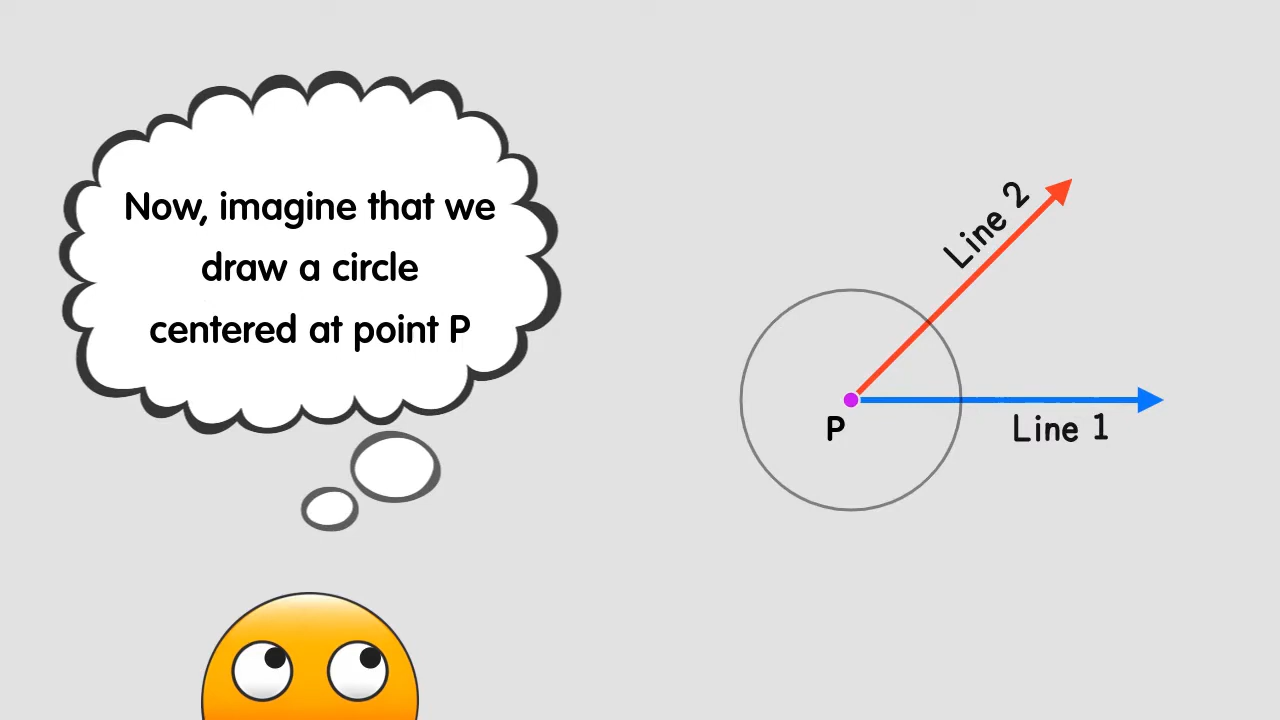 Now, imagine that we
draw a circle
centered at point P
Line 2
P
Line 1